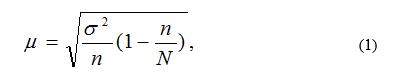 μ = √(σ²/n (1 − n/N)), (1)